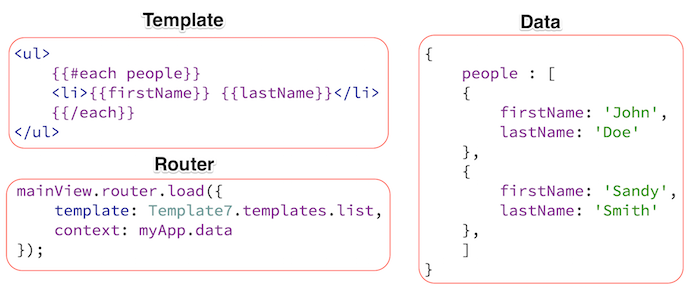 Template
<ul>
    {{#each people}}
    <li>{{firstName}} {{lastName}}</li>
    {{/each}}
</ul>
Router
mainView.router.load({
    template: Template7.templates.list,
    context: myApp.data
});
Data
{
    people : [
    {
        firstName: 'John',
        lastName: 'Doe'
    },
    {
        firstName: 'Sandy',
        lastName: 'Smith'
    },
    ]
}